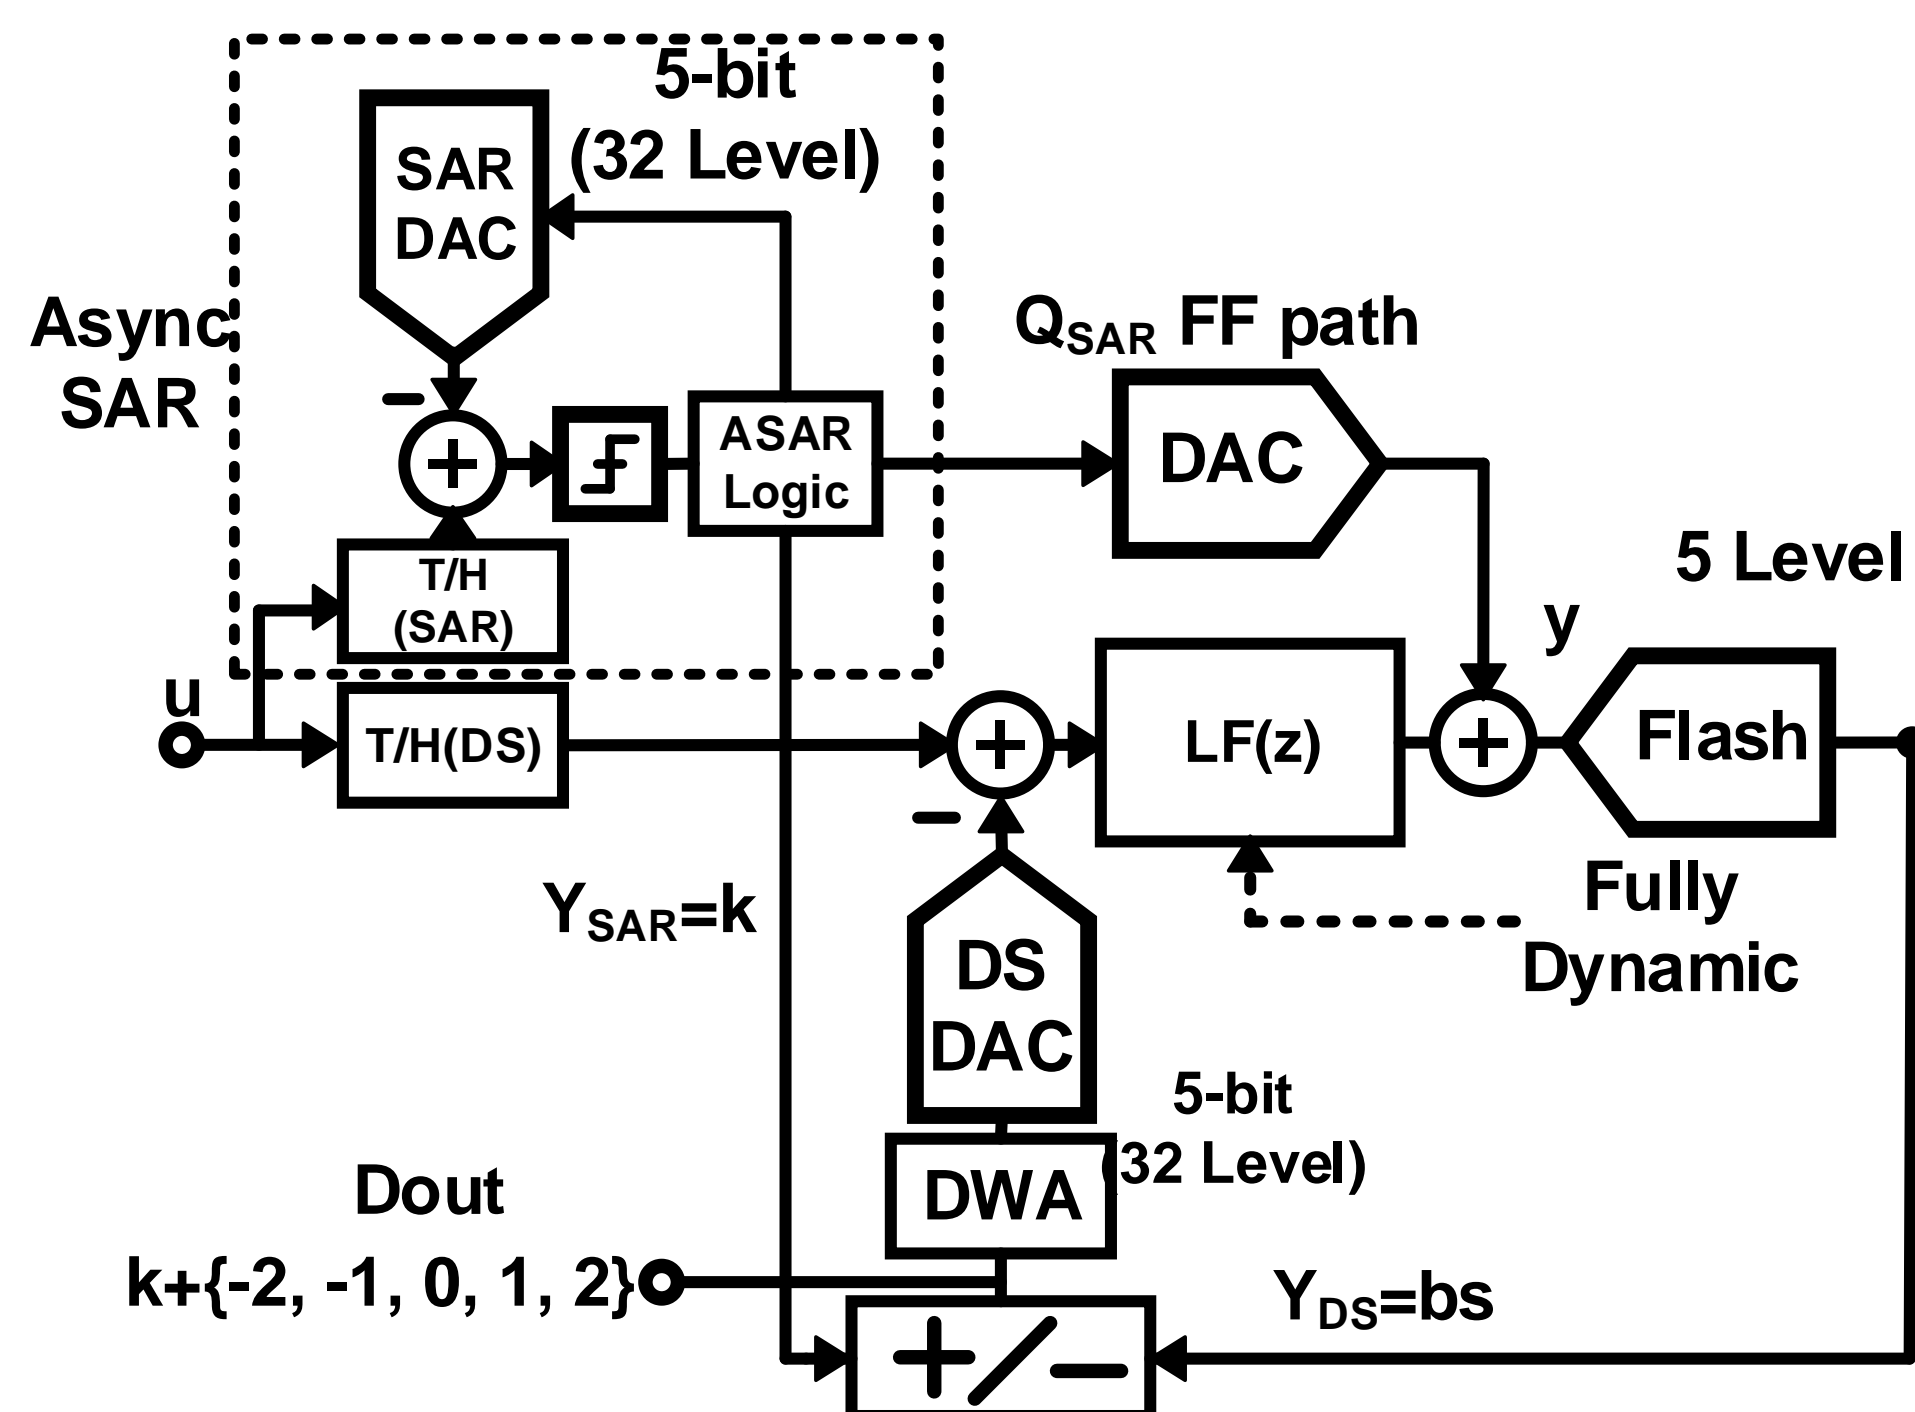 5-bit
(32 Level)
SAR
DAC
Async
SAR
Q_SAR FF path
−
+
ASAR
Logic
DAC
T/H
(SAR)
5 Level
y
u
T/H(DS)
+
LF(z)
+
Flash
−
Y_SAR=k
Fully
Dynamic
DS
DAC
5-bit
(32 Level)
DWA
Dout
k+{-2, -1, 0, 1, 2}
Y_DS=bs
+/−